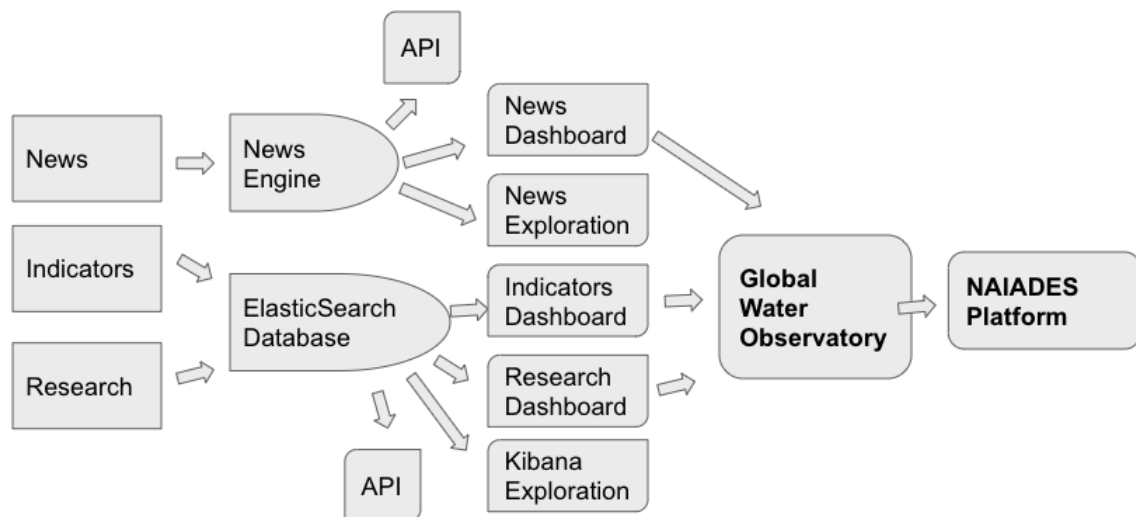 API
News
News
Engine
News
Dashboard
News
Exploration
Indicators
ElasticSearch
Database
Indicators
Dashboard
Global
Water
Observatory
NAIADES
Platform
Research
Research
Dashboard
API
Kibana
Exploration